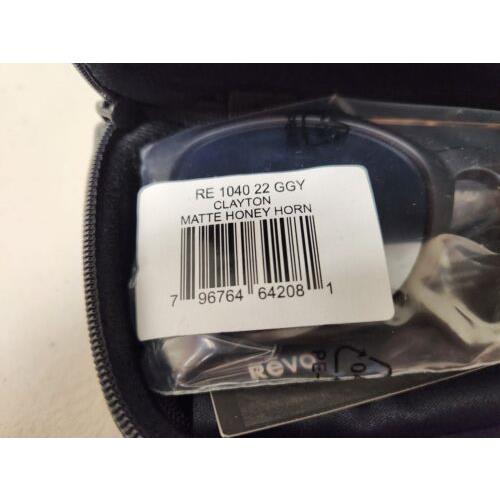 RE 1040 22 GGY
CLAYTON
MATTE HONEY HORN
7 96764 64208 1
REVO